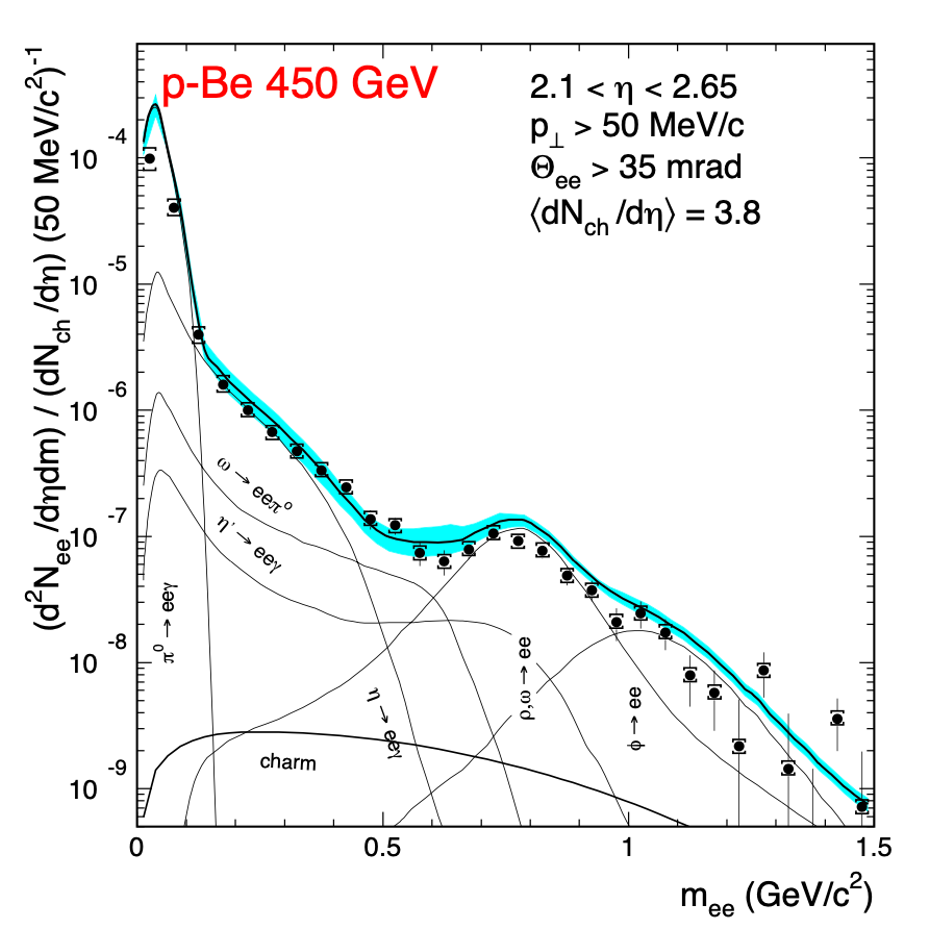 p-Be 450 GeV
2.1 < η < 2.65
p⊥ > 50 MeV/c
Θee > 35 mrad
⟨dNch /dη⟩ = 3.8
(d²Nee /dηdm) / (dNch /dη) (50 MeV/c²)⁻¹
10⁻⁴
10⁻⁵
10⁻⁶
10⁻⁷
10⁻⁸
10⁻⁹
ω → eeπ⁰
η' → eeγ
π⁰ → eeγ
η → eeγ
ρ,ω → ee
ϕ → ee
charm
0
0.5
1
1.5
mee (GeV/c²)